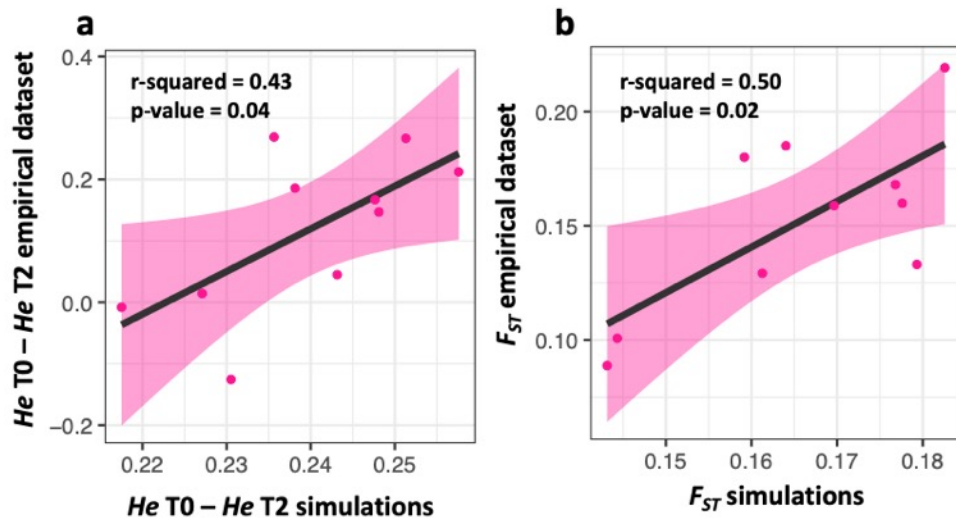 a
r-squared = 0.43
p-value = 0.04
He T0 – He T2 empirical dataset
0.4
0.2
0.0
−0.2
0.22
0.23
0.24
0.25
He T0 – He T2 simulations
b
r-squared = 0.50
p-value = 0.02
FST empirical dataset
0.20
0.15
0.10
0.15
0.16
0.17
0.18
FST simulations